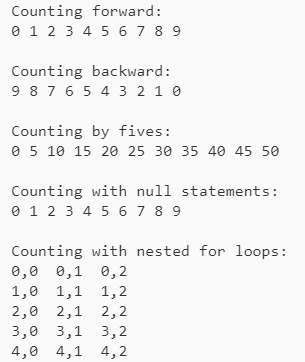 Counting forward:
0 1 2 3 4 5 6 7 8 9
Counting backward:
9 8 7 6 5 4 3 2 1 0
Counting by fives:
0 5 10 15 20 25 30 35 40 45 50
Counting with null statements:
0 1 2 3 4 5 6 7 8 9
Counting with nested for loops:
0,0  0,1  0,2
1,0  1,1  1,2
2,0  2,1  2,2
3,0  3,1  3,2
4,0  4,1  4,2